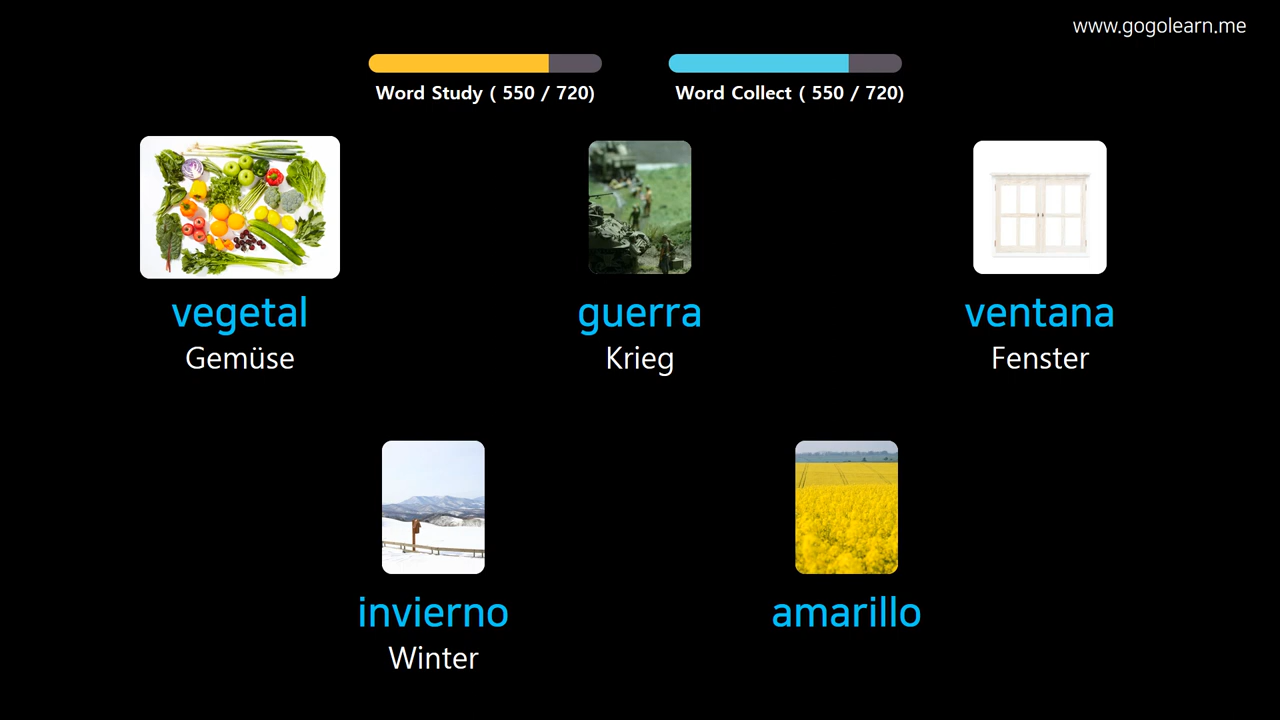 www.gogolearn.me
Word Study ( 550 / 720)
Word Collect ( 550 / 720)
vegetal
Gemüse
guerra
Krieg
ventana
Fenster
invierno
Winter
amarillo